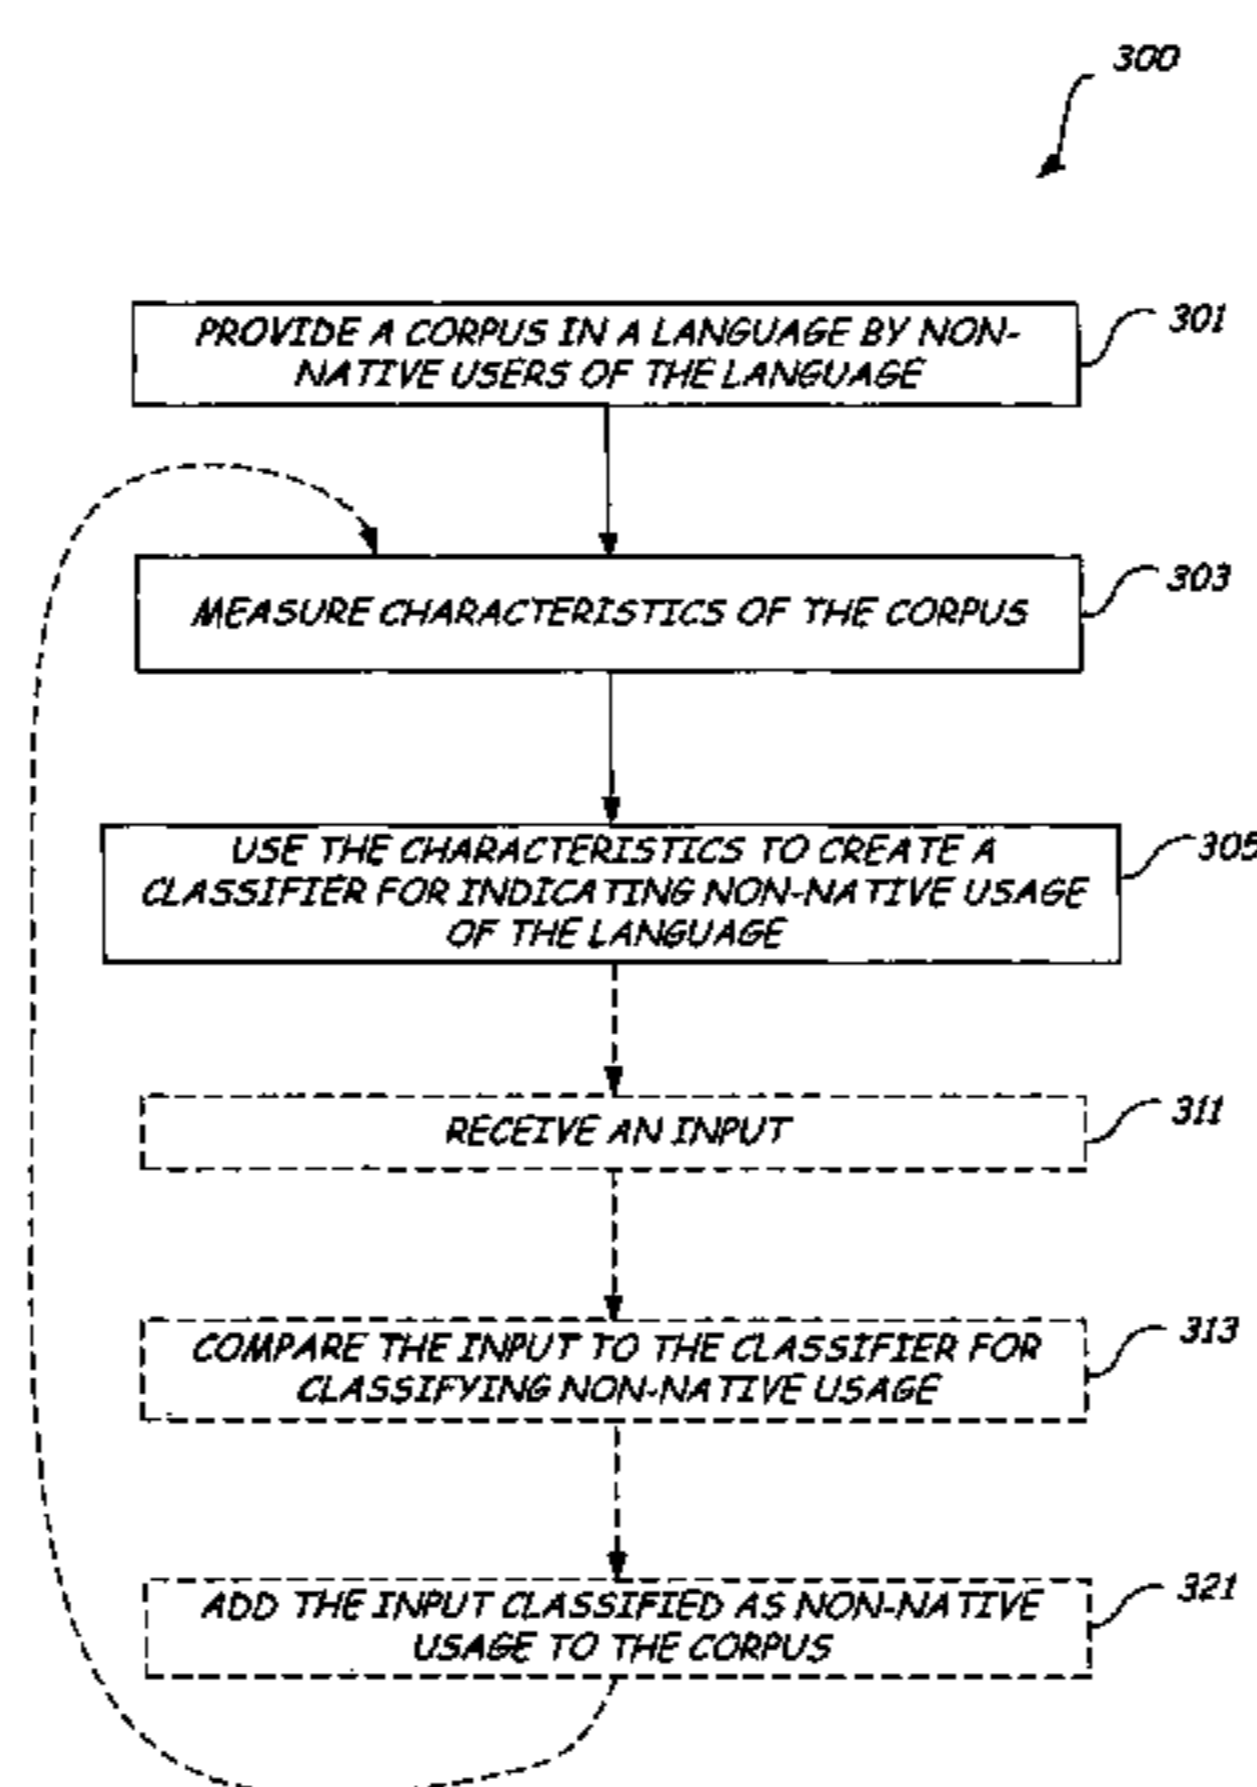 300
PROVIDE A CORPUS IN A LANGUAGE BY NON-
NATIVE USERS OF THE LANGUAGE
301
MEASURE CHARACTERISTICS OF THE CORPUS
303
USE THE CHARACTERISTICS TO CREATE A
CLASSIFIER FOR INDICATING NON-NATIVE USAGE
OF THE LANGUAGE
305
RECEIVE AN INPUT
311
COMPARE THE INPUT TO THE CLASSIFIER FOR
CLASSIFYING NON-NATIVE USAGE
313
ADD THE INPUT CLASSIFIED AS NON-NATIVE
USAGE TO THE CORPUS
321